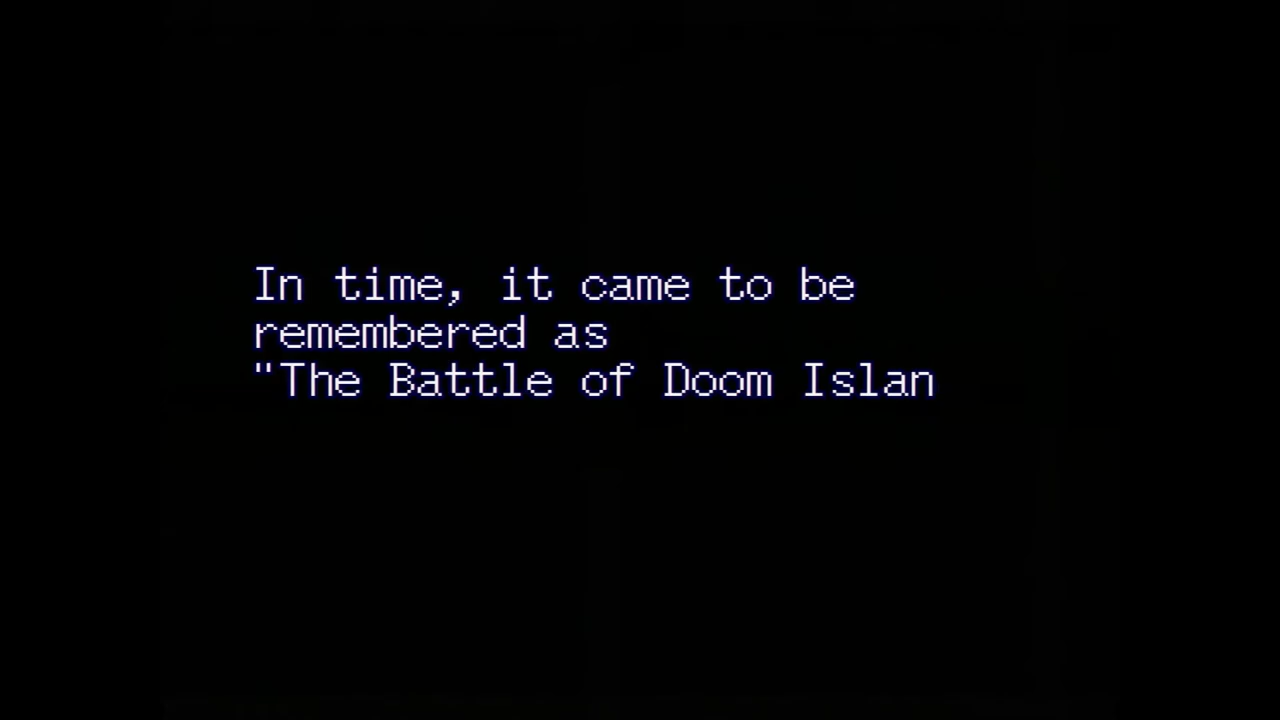 In time, it came to be
remembered as
"The Battle of Doom Islan